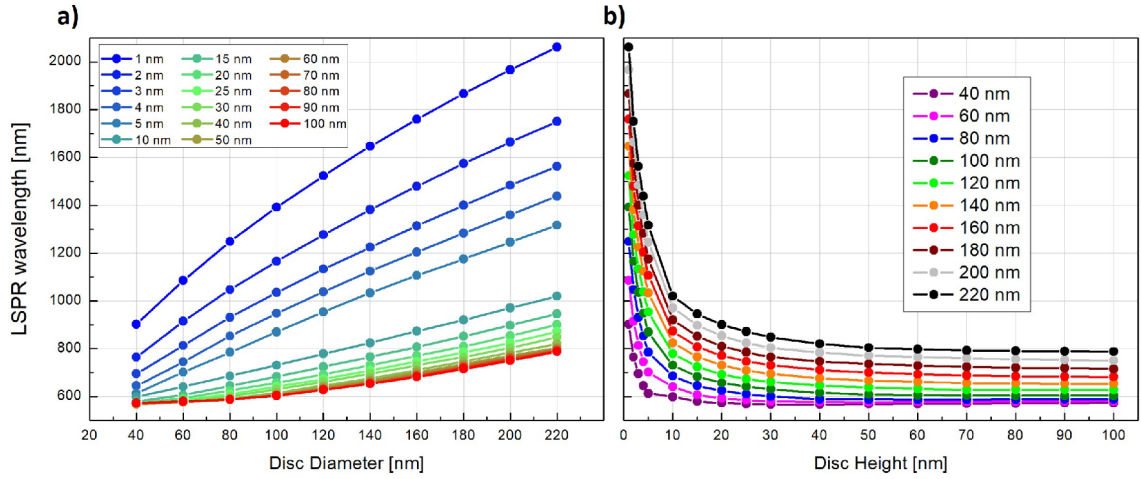 a)
LSPR wavelength [nm]
2000
1800
1600
1400
1200
1000
800
600
1 nm 15 nm 60 nm
2 nm 20 nm 70 nm
3 nm 25 nm 80 nm
4 nm 30 nm 90 nm
5 nm 40 nm 100 nm
10 nm 50 nm
20 40 60 80 100 120 140 160 180 200 220
Disc Diameter [nm]
b)
40 nm
60 nm
80 nm
100 nm
120 nm
140 nm
160 nm
180 nm
200 nm
220 nm
0 10 20 30 40 50 60 70 80 90 100
Disc Height [nm]